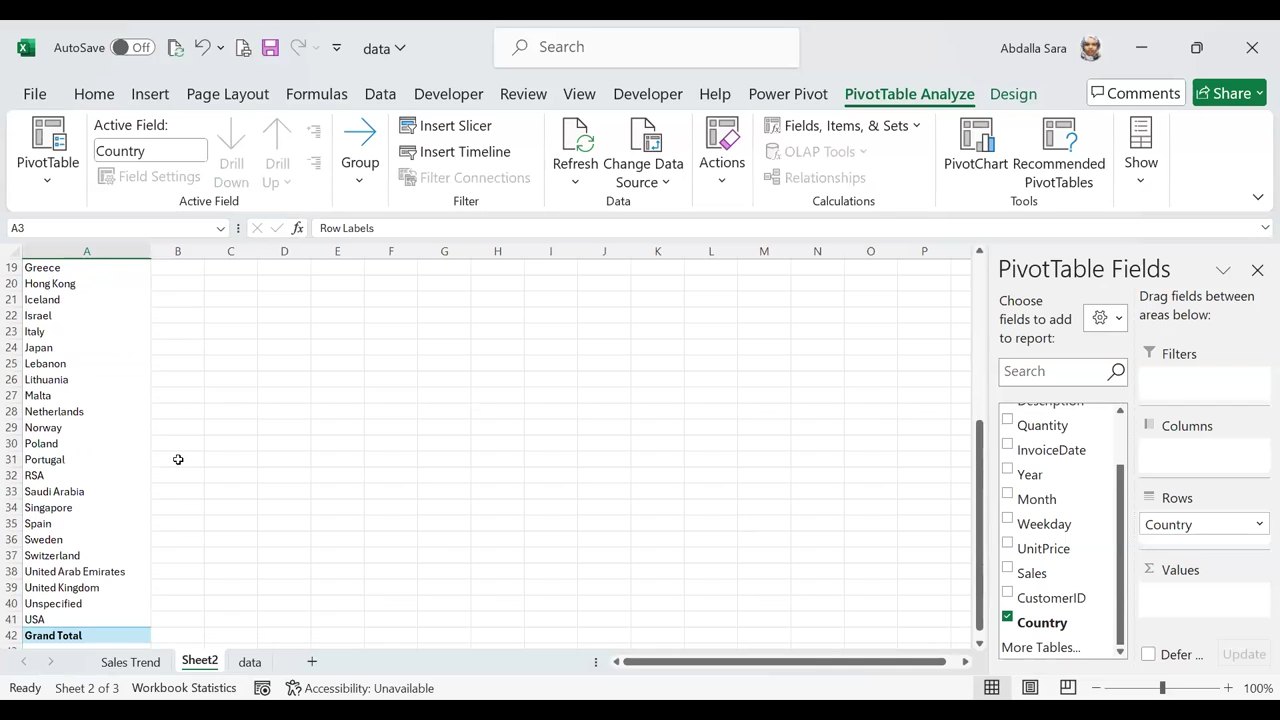 AutoSave Off data Search Abdalla Sara
File Home Insert Page Layout Formulas Data Developer Review View Developer Help Power Pivot PivotTable Analyze Design Comments Share
PivotTable
Active Field:
Country
Field Settings
Drill
Down
Drill
Up
Active Field
Group
Insert Slicer
Insert Timeline
Filter Connections
Filter
Refresh
Change Data
Source
Data
Actions
Fields, Items, & Sets
OLAP Tools
Relationships
Calculations
PivotChart
Recommended
PivotTables
Tools
Show
A3 fx Row Labels
A B C D E F G H I J K L M N O P
19 Greece
20 Hong Kong
21 Iceland
22 Israel
23 Italy
24 Japan
25 Lebanon
26 Lithuania
27 Malta
28 Netherlands
29 Norway
30 Poland
31 Portugal
32 RSA
33 Saudi Arabia
34 Singapore
35 Spain
36 Sweden
37 Switzerland
38 United Arab Emirates
39 United Kingdom
40 Unspecified
41 USA
42 Grand Total
PivotTable Fields
Choose
fields to add
to report:
Search
Description
Quantity
InvoiceDate
Year
Month
Weekday
UnitPrice
Sales
CustomerID
Country
More Tables...
Drag fields between
areas below:
Filters
Columns
Rows
Country
Σ Values
Defer ... Update
Sales Trend Sheet2 data
Ready Sheet 2 of 3 Workbook Statistics Accessibility: Unavailable 100%